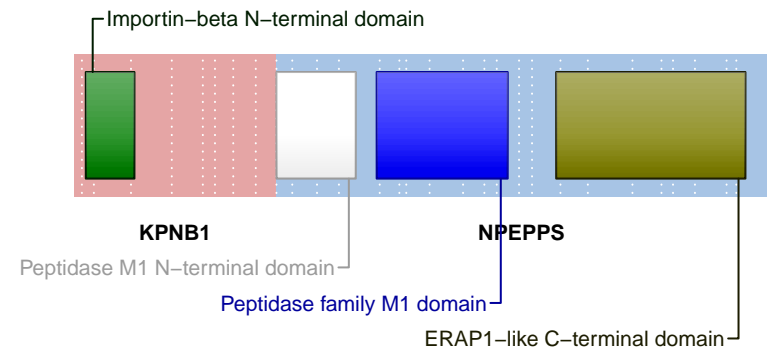 Importin−beta N−terminal domain
KPNB1
NPEPPS
Peptidase M1 N−terminal domain
Peptidase family M1 domain
ERAP1−like C−terminal domain